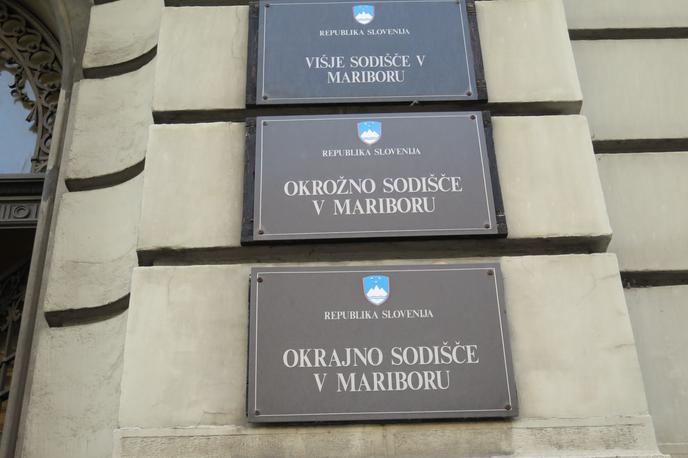 REPUBLIKA SLOVENIJA
VIŠJE SODIŠČE V
MARIBORU
REPUBLIKA SLOVENIJA
OKROŽNO SODIŠČE
V MARIBORU
REPUBLIKA SLOVENIJA
OKRAJNO SODIŠČE
V MARIBORU